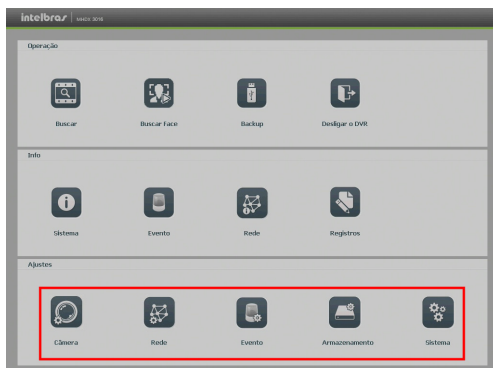 intelbras | MHDX 3016
Operação
Buscar Buscar Face Backup Desligar o DVR
Info
Sistema Evento Rede Registros
Ajustes
Câmera Rede Evento Armazenamento Sistema